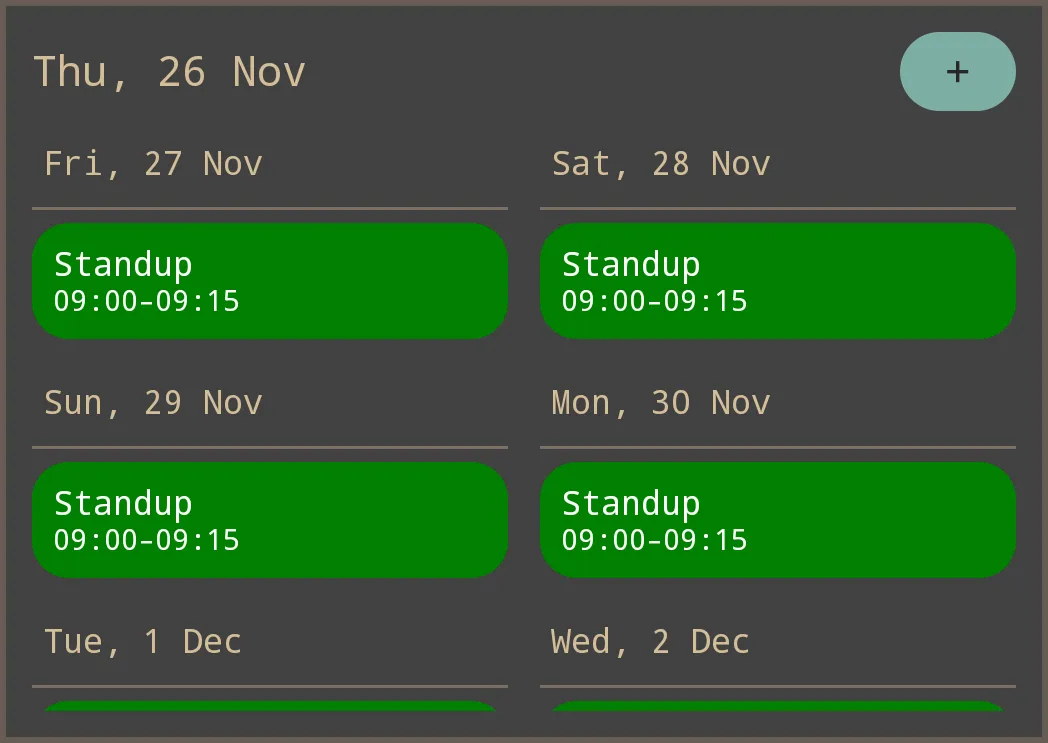 Thu, 26 Nov
+
Fri, 27 Nov
Sat, 28 Nov
Standup
09:00–09:15
Standup
09:00–09:15
Sun, 29 Nov
Mon, 30 Nov
Standup
09:00–09:15
Standup
09:00–09:15
Tue, 1 Dec
Wed, 2 Dec